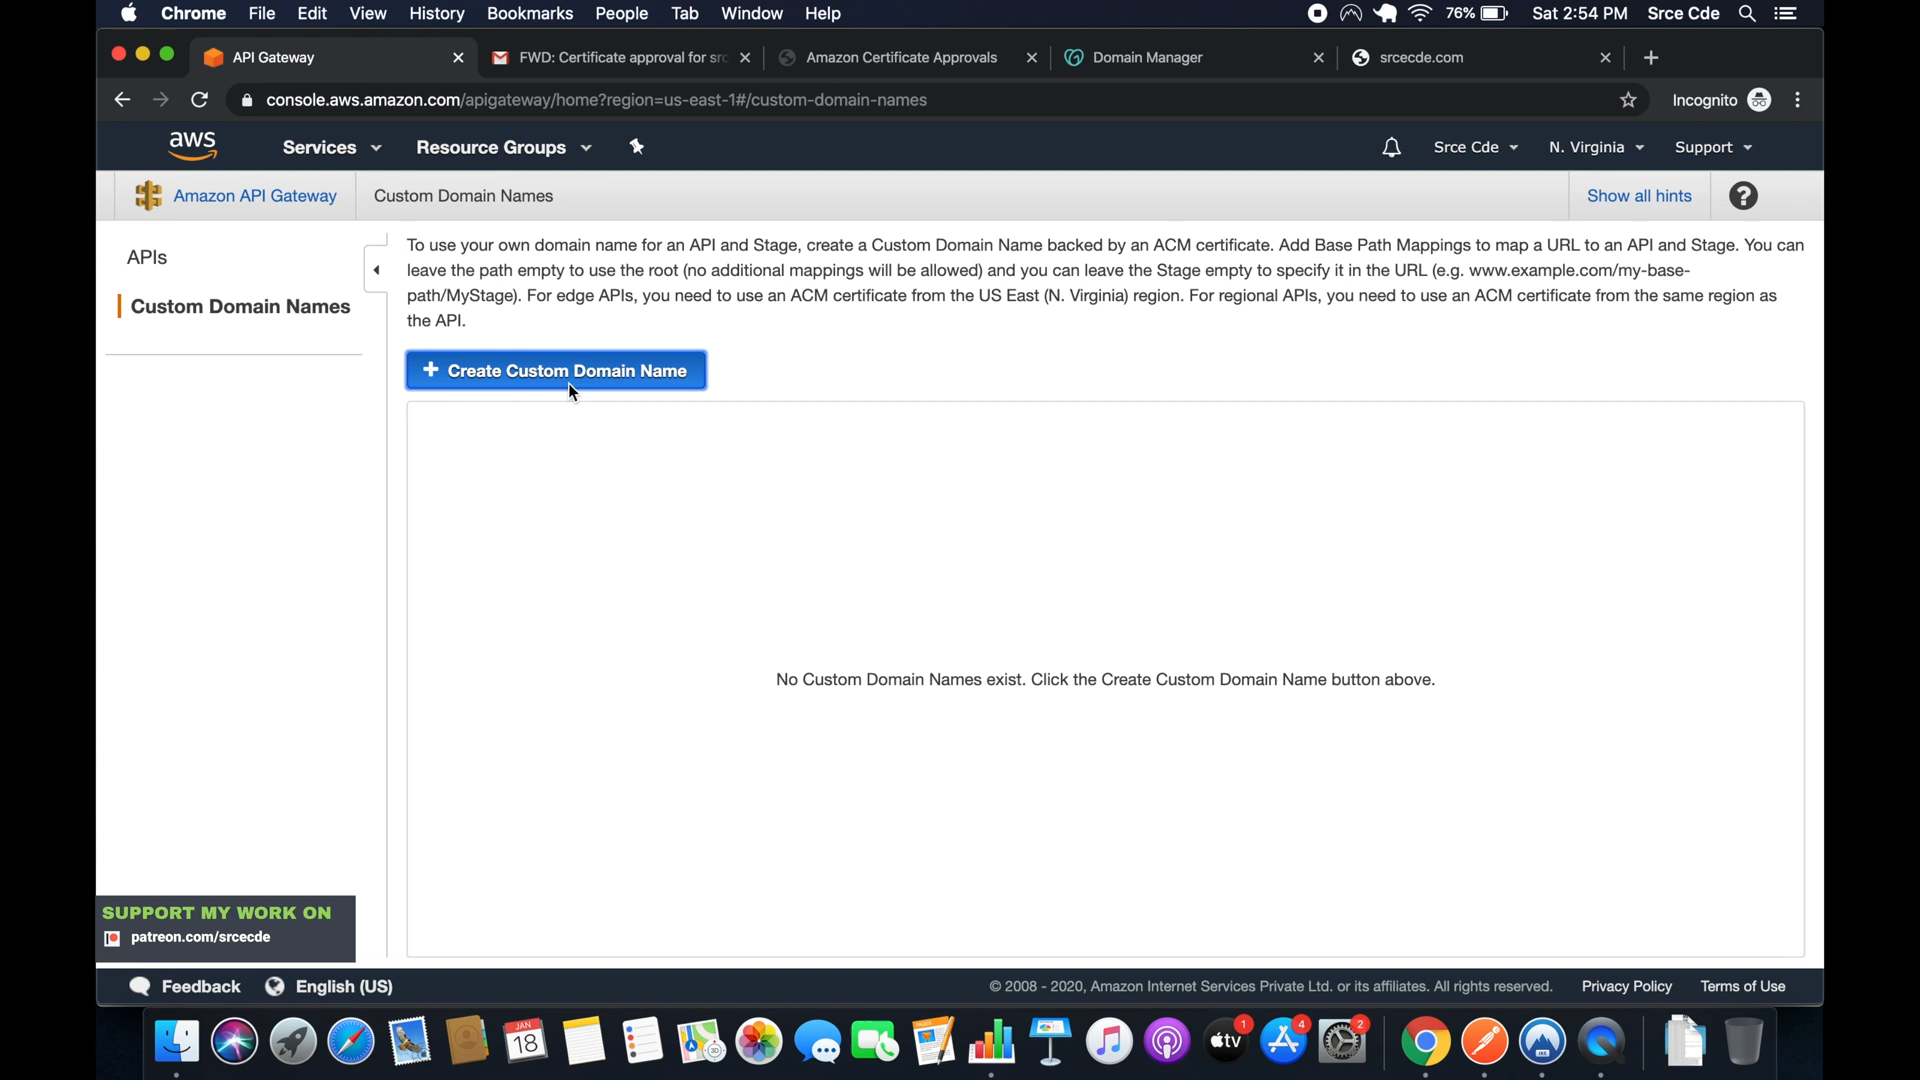 Chrome File Edit View History Bookmarks People Tab Window Help 76% Sat 2:54 PM Srce Cde
API Gateway FWD: Certificate approval for src Amazon Certificate Approvals Domain Manager srcecde.com
console.aws.amazon.com/apigateway/home?region=us-east-1#/custom-domain-names Incognito
aws Services Resource Groups Srce Cde N. Virginia Support
Amazon API Gateway Custom Domain Names Show all hints ?
APIs
Custom Domain Names
To use your own domain name for an API and Stage, create a Custom Domain Name backed by an ACM certificate. Add Base Path Mappings to map a URL to an API and Stage. You can
leave the path empty to use the root (no additional mappings will be allowed) and you can leave the Stage empty to specify it in the URL (e.g. www.example.com/my-base-
path/MyStage). For edge APIs, you need to use an ACM certificate from the US East (N. Virginia) region. For regional APIs, you need to use an ACM certificate from the same region as
the API.
+ Create Custom Domain Name
No Custom Domain Names exist. Click the Create Custom Domain Name button above.
SUPPORT MY WORK ON
patreon.com/srcecde
Feedback English (US) © 2008 - 2020, Amazon Internet Services Private Ltd. or its affiliates. All rights reserved. Privacy Policy Terms of Use
JAN
18
PAGES
3D
tv
1
4
2